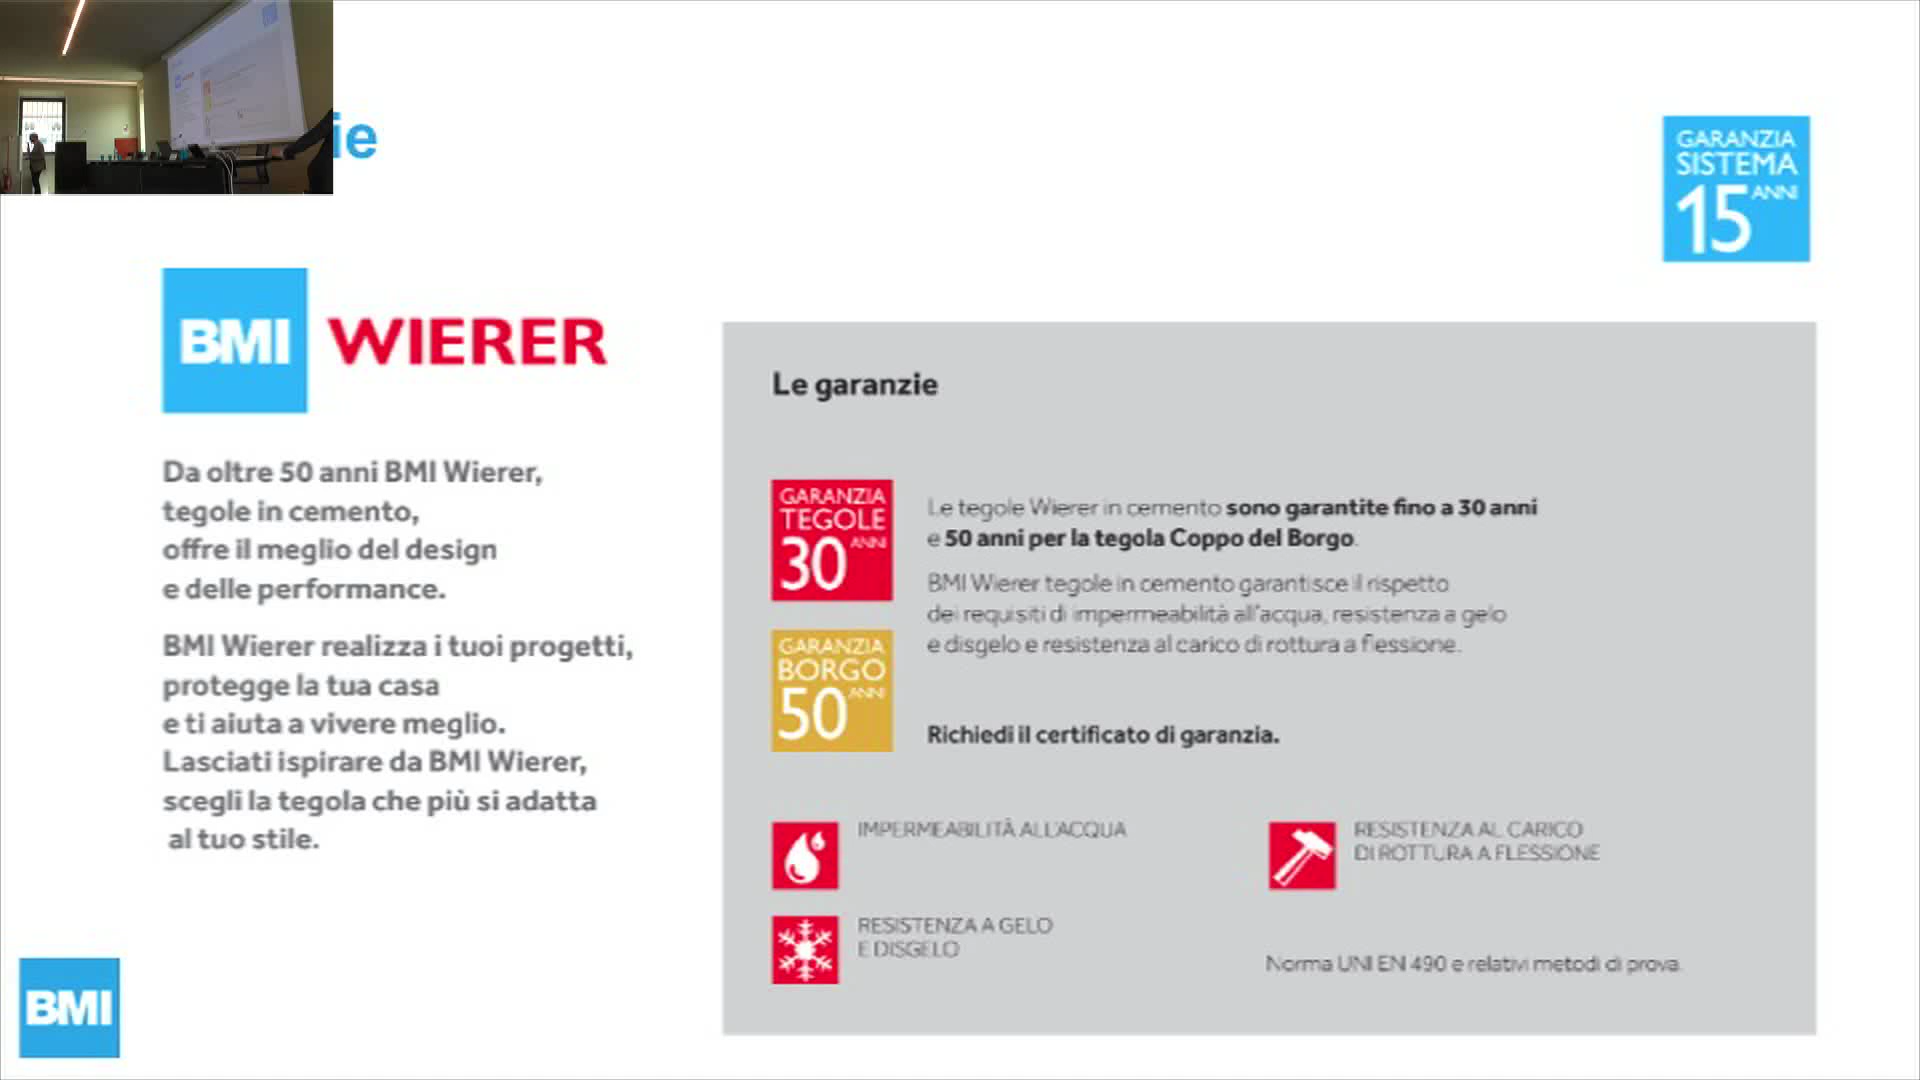 ie
GARANZIA
SISTEMA
15 ANNI
BMI WIERER
Da oltre 50 anni BMI Wierer,
tegole in cemento,
offre il meglio del design
e delle performance.
BMI Wierer realizza i tuoi progetti,
protegge la tua casa
e ti aiuta a vivere meglio.
Lasciati ispirare da BMI Wierer,
scegli la tegola che più si adatta
al tuo stile.
BMI
Le garanzie
GARANZIA
TEGOLE
30 ANNI
Le tegole Wierer in cemento sono garantite fino a 30 anni
e 50 anni per la tegola Coppo del Borgo.
BMI Wierer tegole in cemento garantisce il rispetto
dei requisiti di impermeabilità all'acqua, resistenza a gelo
e disgelo e resistenza al carico di rottura a flessione.
GARANZIA
BORGO
50 ANNI
Richiedi il certificato di garanzia.
IMPERMEABILITÀ ALL'ACQUA
RESISTENZA AL CARICO
DI ROTTURA A FLESSIONE
RESISTENZA A GELO
E DISGELO
Norma UNI EN 490 e relativi metodi di prova.